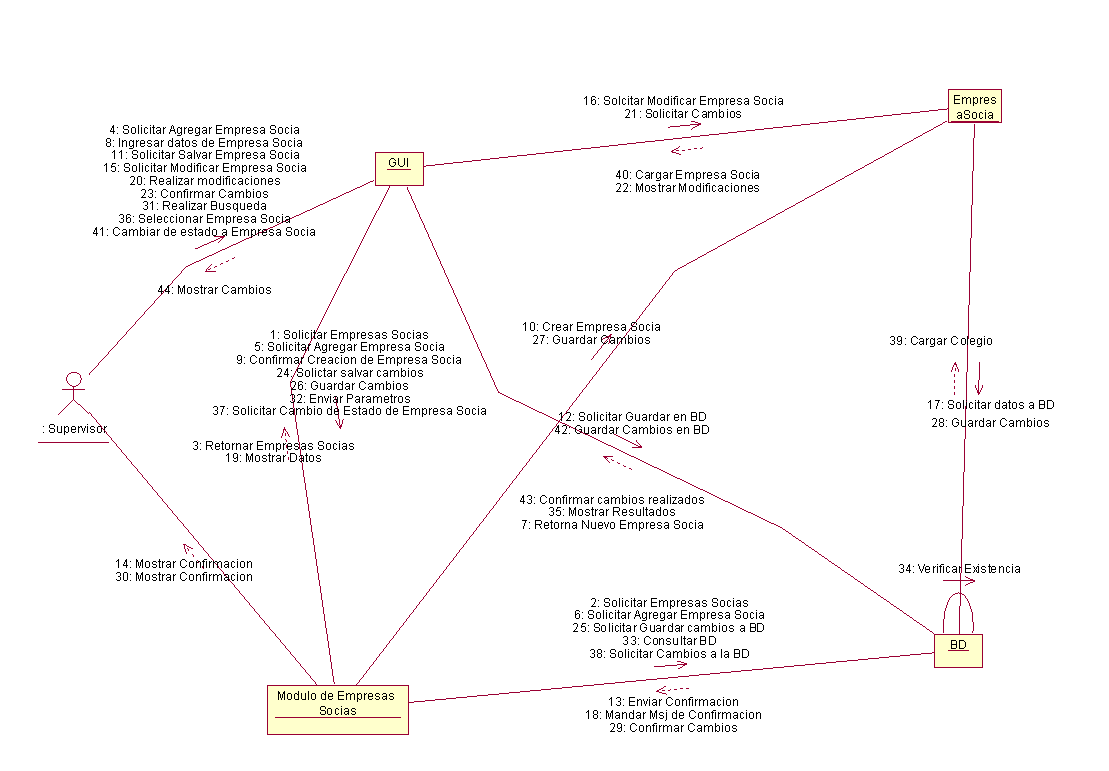 Empres
aSocia
16: Solcitar Modificar Empresa Socia
21: Solicitar Cambios
4: Solicitar Agregar Empresa Socia
8: Ingresar datos de Empresa Socia
11: Solicitar Salvar Empresa Socia
15: Solicitar Modificar Empresa Socia
20: Realizar modificaciones
23: Confirmar Cambios
31: Realizar Busqueda
36: Seleccionar Empresa Socia
41: Cambiar de estado a Empresa Socia
GUI
40: Cargar Empresa Socia
22: Mostrar Modificaciones
44: Mostrar Cambios
1: Solicitar Empresas Socias
5: Solicitar Agregar Empresa Socia
9: Confirmar Creacion de Empresa Socia
24: Solictar salvar cambios
26: Guardar Cambios
32: Enviar Parametros
37: Solicitar Cambio de Estado de Empresa Socia
10: Crear Empresa Socia
27: Guardar Cambios
39: Cargar Colegio
17: Solicitar datos a BD
28: Guardar Cambios
: Supervisor
12: Solicitar Guardar en BD
42: Guardar Cambios en BD
3: Retornar Empresas Socias
19: Mostrar Datos
43: Confirmar cambios realizados
35: Mostrar Resultados
7: Retorna Nuevo Empresa Socia
14: Mostrar Confirmacion
30: Mostrar Confirmacion
34: Verificar Existencia
2: Solicitar Empresas Socias
6: Solicitar Agregar Empresa Socia
25: Solicitar Guardar cambios a BD
33: Consultar BD
38: Solicitar Cambios a la BD
BD
Modulo de Empresas
Socias
13: Enviar Confirmacion
18: Mandar Msj de Confirmacion
29: Confirmar Cambios